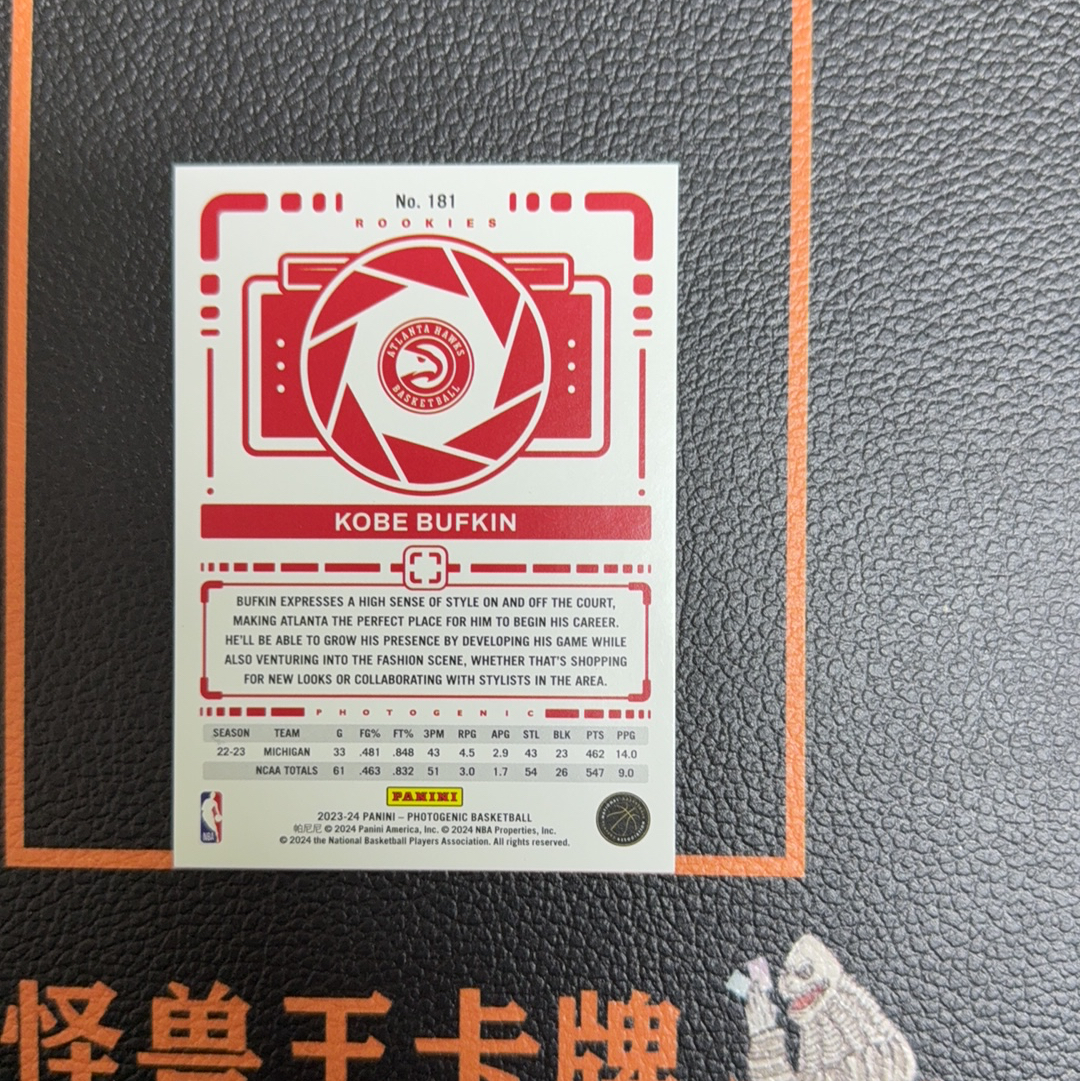 No. 181
ROOKIES
ATLANTA HAWKS
BASKETBALL
KOBE BUFKIN
BUFKIN EXPRESSES A HIGH SENSE OF STYLE ON AND OFF THE COURT,
MAKING ATLANTA THE PERFECT PLACE FOR HIM TO BEGIN HIS CAREER.
HE'LL BE ABLE TO GROW HIS PRESENCE BY DEVELOPING HIS GAME WHILE
ALSO VENTURING INTO THE FASHION SCENE, WHETHER THAT'S SHOPPING
FOR NEW LOOKS OR COLLABORATING WITH STYLISTS IN THE AREA.
PHOTOGENIC
SEASON TEAM G FG% FT% 3PM RPG APG STL BLK PTS PPG
22-23 MICHIGAN 33 .481 .848 43 4.5 2.9 43 23 462 14.0
NCAA TOTALS 61 .463 .832 51 3.0 1.7 54 26 547 9.0
PANINI
NBA
2023-24 PANINI – PHOTOGENIC BASKETBALL
帕尼尼 © 2024 Panini America, Inc. © 2024 NBA Properties, Inc.
© 2024 the National Basketball Players Association. All rights reserved.
怪兽王卡牌